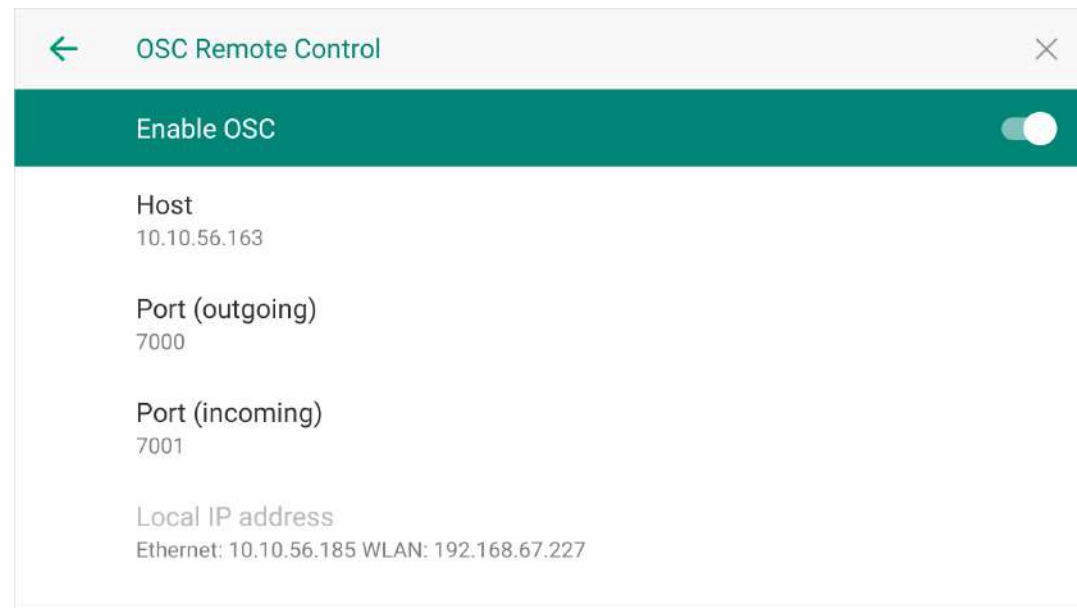 OSC Remote Control
Enable OSC
Host
10.10.56.163
Port (outgoing)
7000
Port (incoming)
7001
Local IP address
Ethernet: 10.10.56.185 WLAN: 192.168.67.227